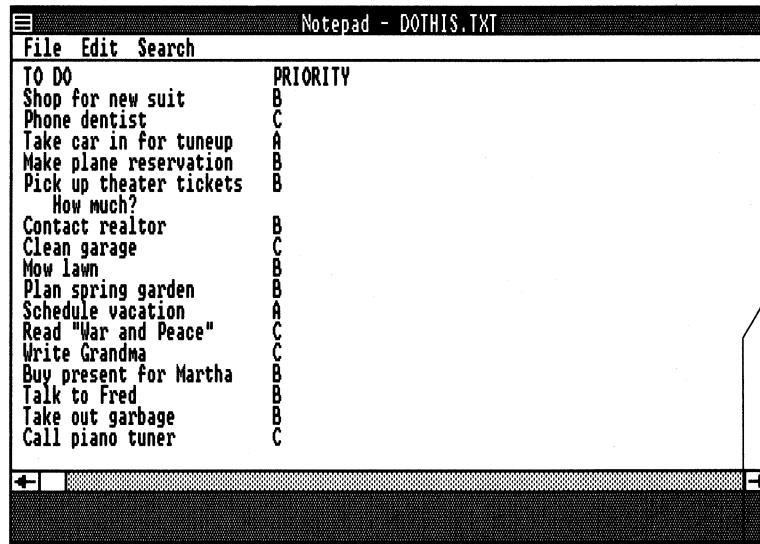 Notepad - DOTHIS.TXT
File Edit Search
TO DO PRIORITY
Shop for new suit B
Phone dentist C
Take car in for tuneup A
Make plane reservation B
Pick up theater tickets B
How much?
Contact realtor B
Clean garage C
Mow lawn B
Plan spring garden B
Schedule vacation A
Read "War and Peace" C
Write Grandma C
Buy present for Martha B
Talk to Fred B
Take out garbage B
Call piano tuner C